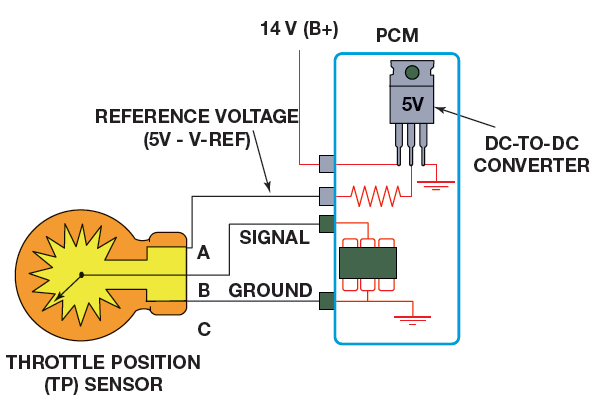 14 V (B+)
PCM
5V
REFERENCE VOLTAGE
(5V - V-REF)
DC-TO-DC
CONVERTER
SIGNAL
A
B
GROUND
C
THROTTLE POSITION
(TP) SENSOR